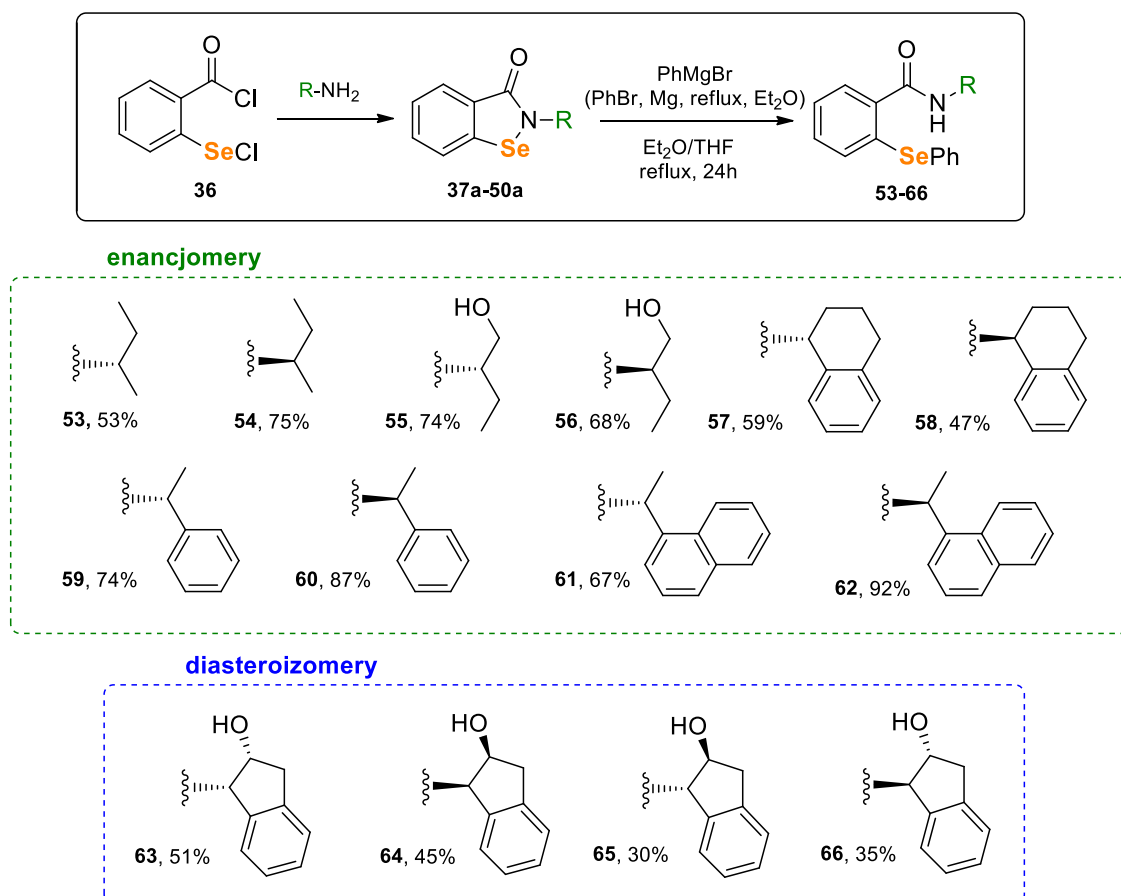 O
Cl
SeCl
36
R-NH2
O
N
R
Se
37a-50a
PhMgBr
(PhBr, Mg, reflux, Et2O)
Et2O/THF
reflux, 24h
O
N
H
R
SePh
53-66
enancjomery
HO
HO
53, 53%
54, 75%
55, 74%
56, 68%
57, 59%
58, 47%
59, 74%
60, 87%
61, 67%
62, 92%
diasteroizomery
HO
HO
HO
HO
63, 51%
64, 45%
65, 30%
66, 35%